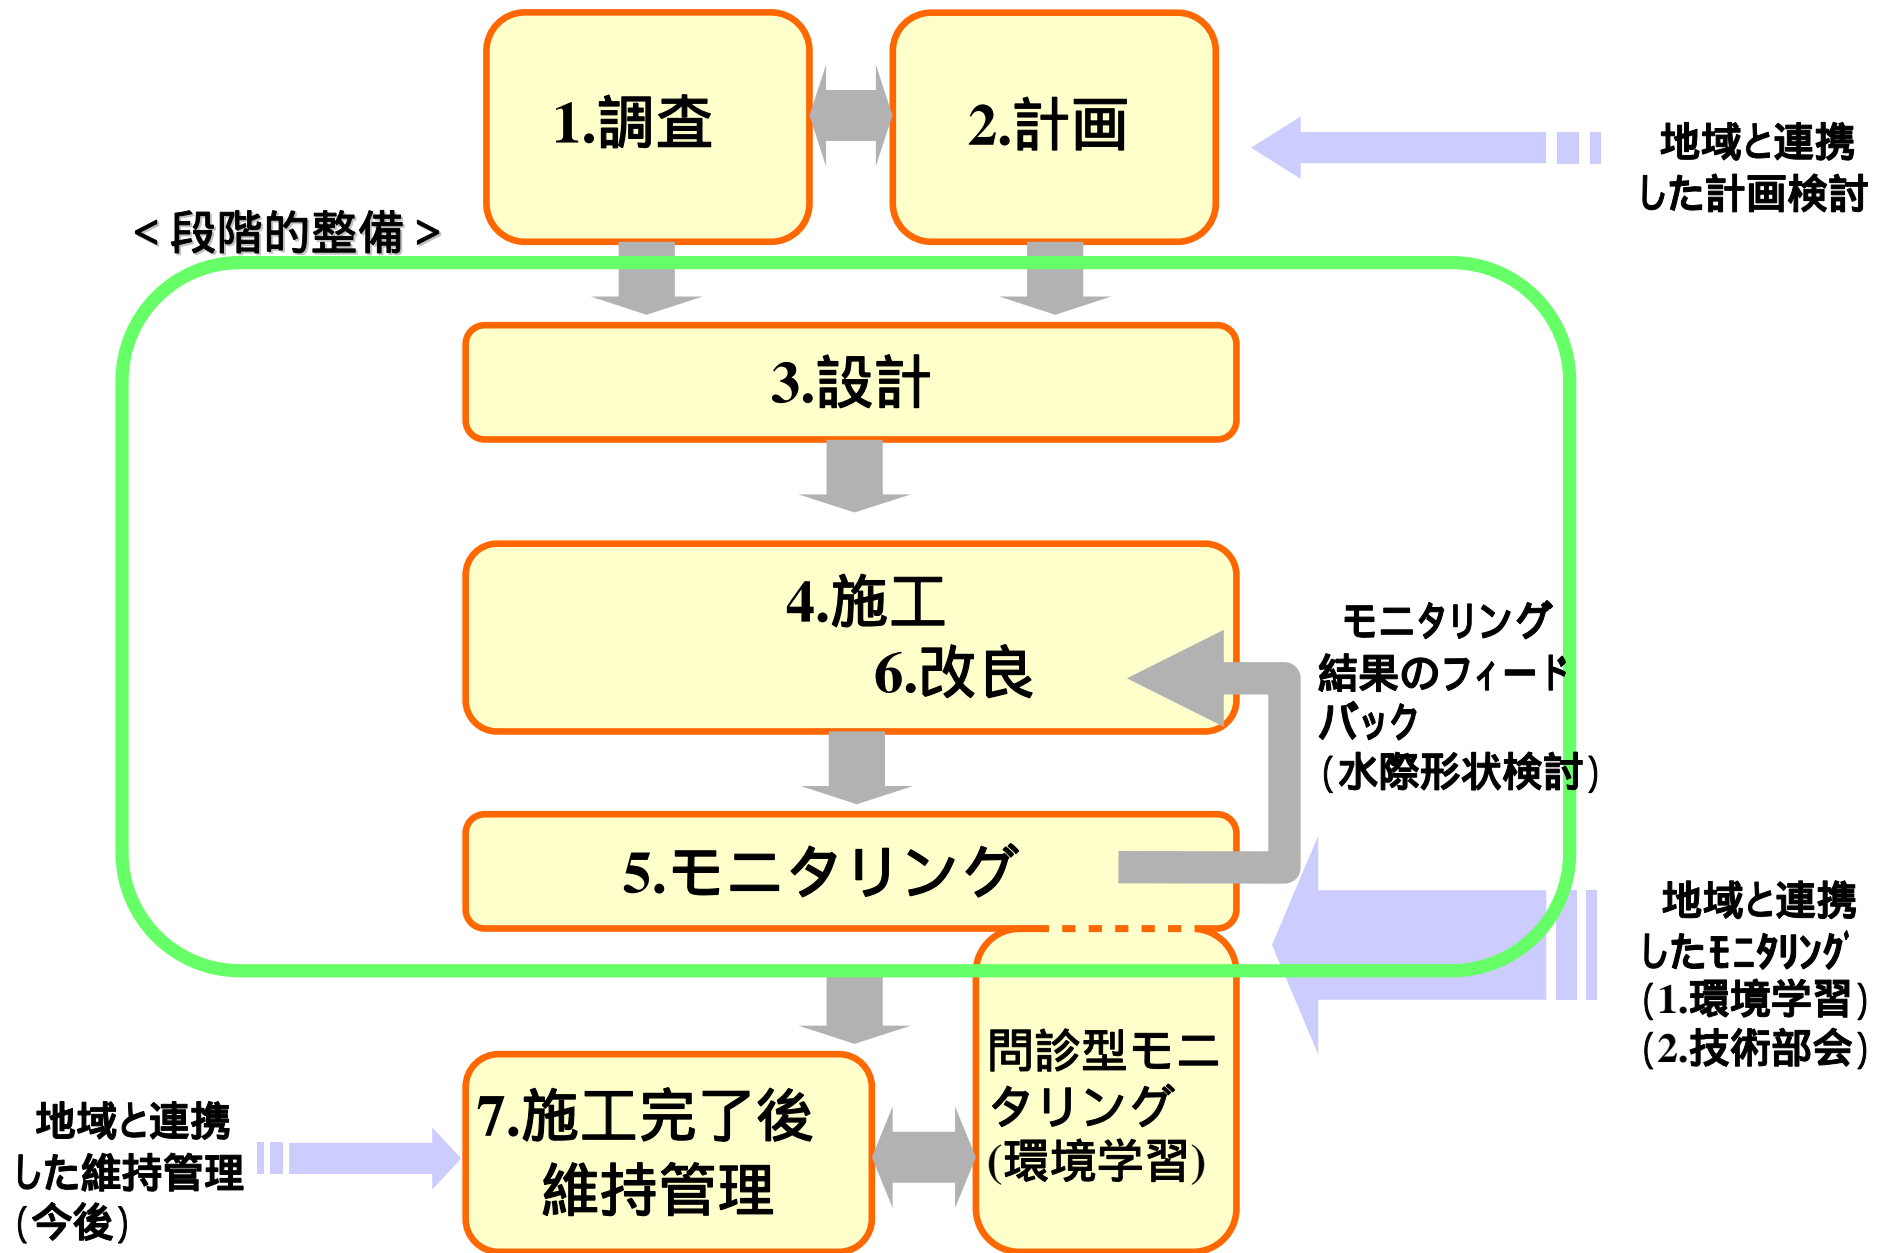 1.調査
2.計画
地域と連携
した計画検討
<段階的整備>
3.設計
4.施工
6.改良
モニタリング
結果のフィード
バック
(水際形状検討)
5.モニタリング
地域と連携
したﾓﾆﾀﾘﾝｸﾞ
(1.環境学習)
(2.技術部会)
問診型モニ
タリング
(環境学習)
7.施工完了後
維持管理
地域と連携
した維持管理
(今後)